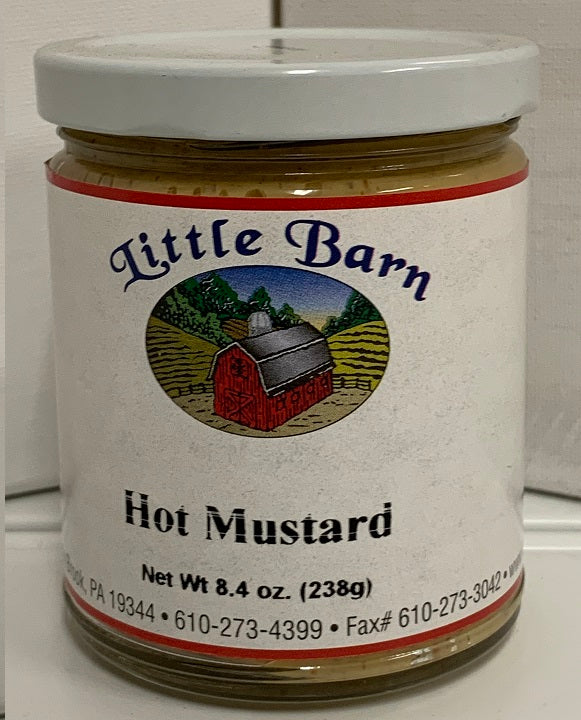 Little Barn
Hot Mustard
Net Wt 8.4 oz. (238g)
Brook, PA 19344 • 610-273-4399 • Fax# 610-273-3042 •